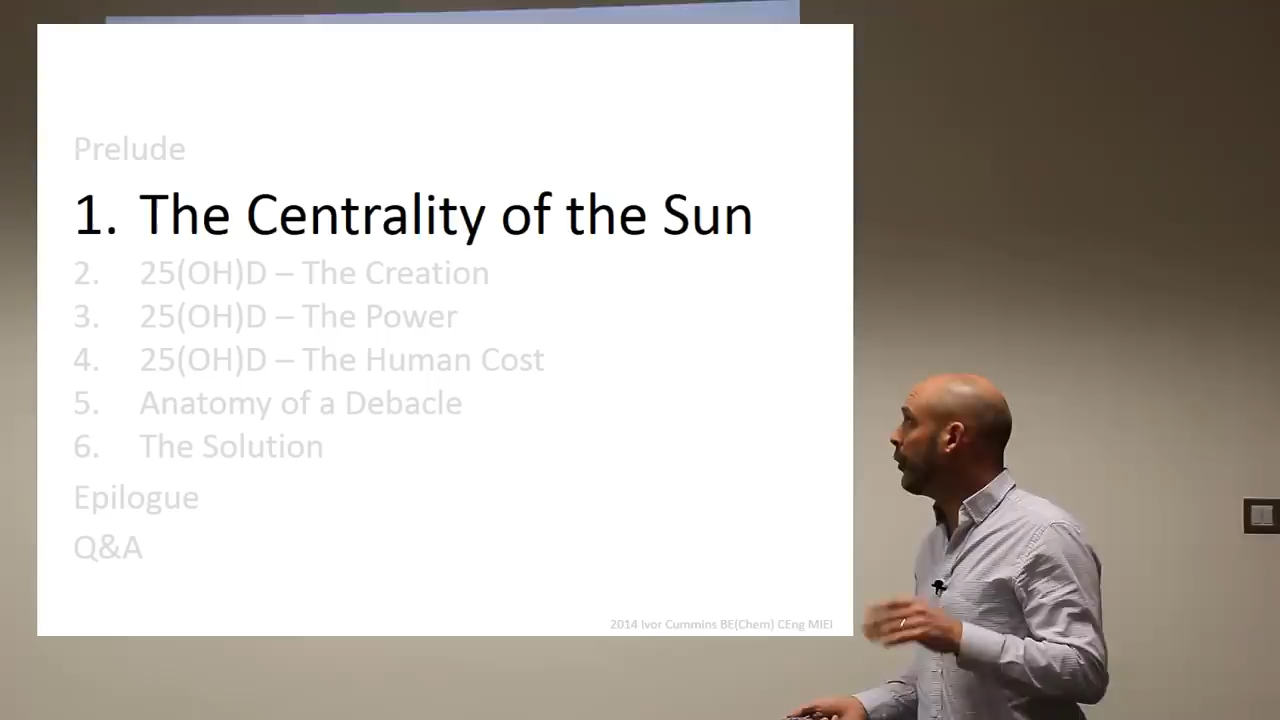 Prelude
1. The Centrality of the Sun
2. 25(OH)D – The Creation
3. 25(OH)D – The Power
4. 25(OH)D – The Human Cost
5. Anatomy of a Debacle
6. The Solution
Epilogue
Q&A
2014 Ivor Cummins BE(Chem) CEng MIEI